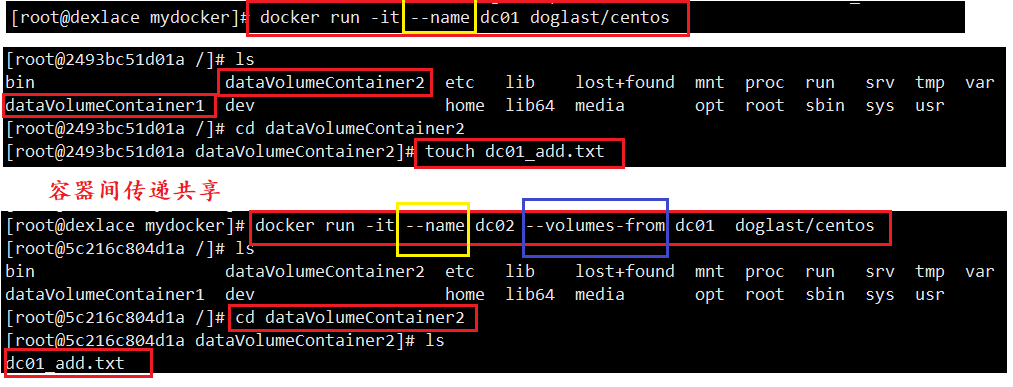 [root@dexlace mydocker]# docker run -it --name dc01 doglast/centos
[root@2493bc51d01a /]# ls
bin dataVolumeContainer2 etc lib lost+found mnt proc run srv tmp var
dataVolumeContainer1 dev home lib64 media opt root sbin sys usr
[root@2493bc51d01a /]# cd dataVolumeContainer2
[root@2493bc51d01a dataVolumeContainer2]# touch dc01_add.txt
容器间传递共享
[root@dexlace mydocker]# docker run -it --name dc02 --volumes-from dc01 doglast/centos
[root@5c216c804d1a /]# ls
bin dataVolumeContainer2 etc lib lost+found mnt proc run srv tmp var
dataVolumeContainer1 dev home lib64 media opt root sbin sys usr
[root@5c216c804d1a /]# cd dataVolumeContainer2
[root@5c216c804d1a dataVolumeContainer2]# ls
dc01_add.txt